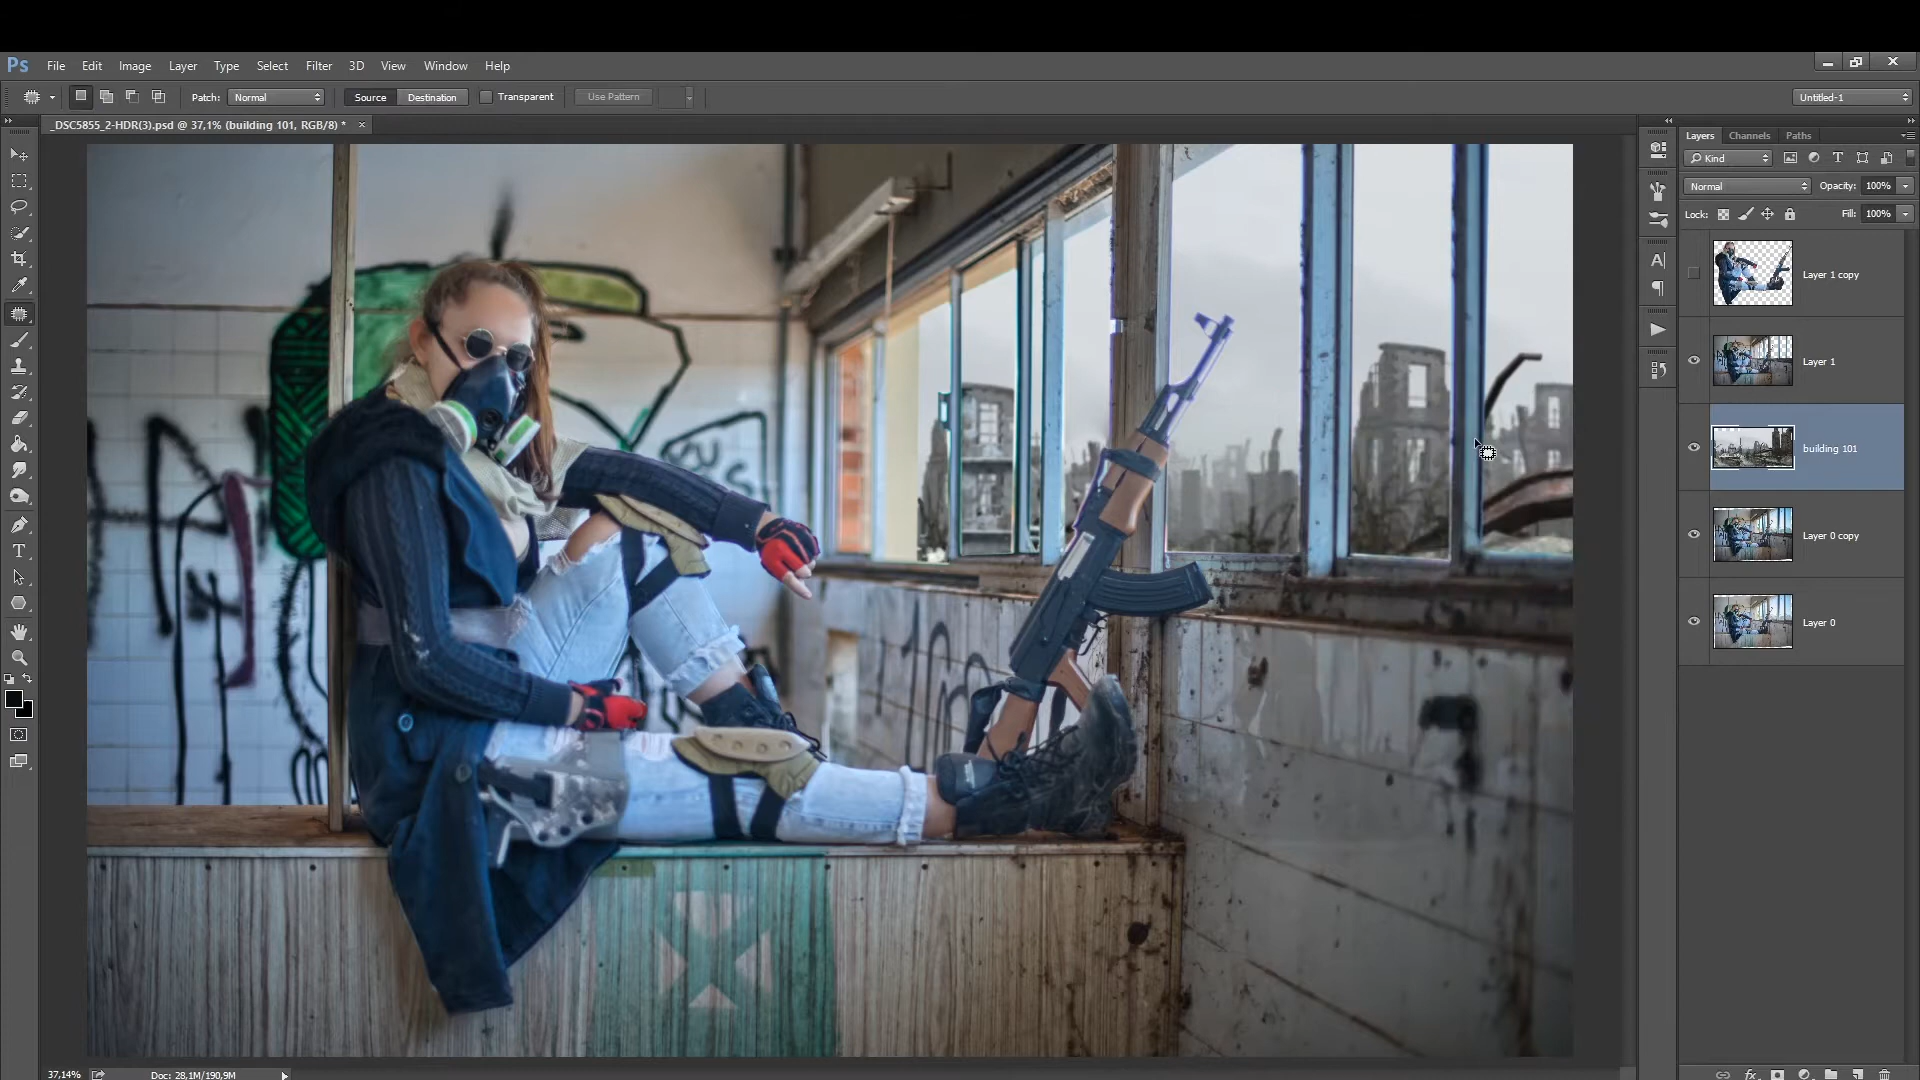 Ps File Edit Image Layer Type Select Filter 3D View Window Help
Patch: Normal Source Destination Transparent Use Pattern Untitled-1
_DSC5855_2-HDR(3).psd @ 37,1% (building 101, RGB/8) * ×
Layers Channels Paths
Kind
Normal Opacity: 100%
Lock: Fill: 100%
Layer 1 copy
Layer 1
building 101
Layer 0 copy
Layer 0
37,14% Doc: 28,1M/190,9M